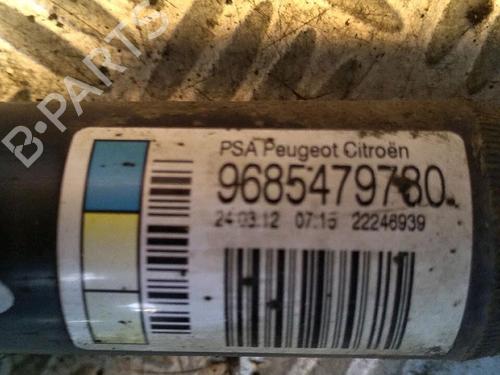 B-PARTS
PSA Peugeot Citroën
9685479780
24.03.12 07:15 22246939